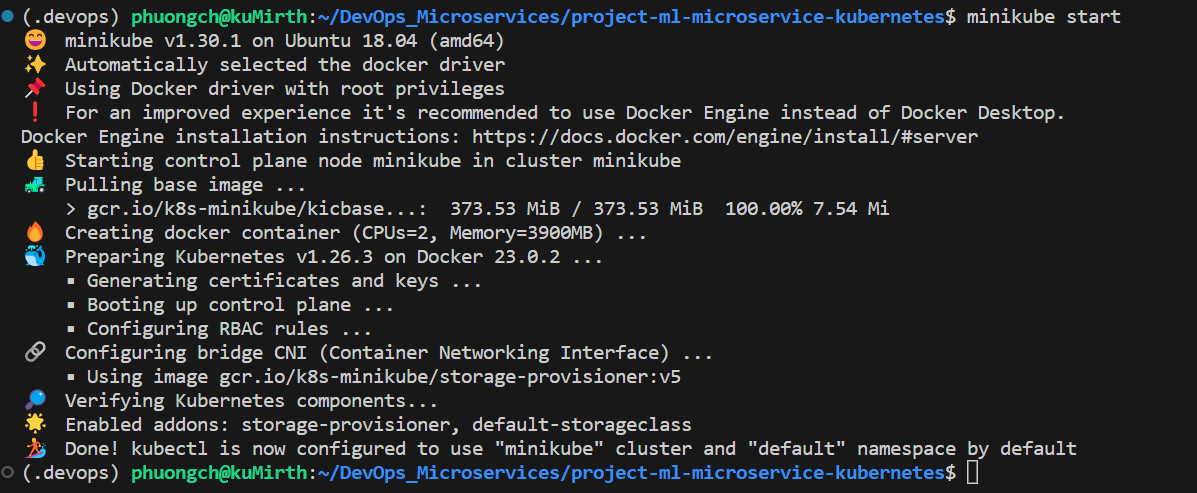 (.devops) phuongch@kuMirth:~/DevOps_Microservices/project-ml-microservice-kubernetes$ minikube start
😄 minikube v1.30.1 on Ubuntu 18.04 (amd64)
✨ Automatically selected the docker driver
📌 Using Docker driver with root privileges
❗ For an improved experience it's recommended to use Docker Engine instead of Docker Desktop.
Docker Engine installation instructions: https://docs.docker.com/engine/install/#server
👍 Starting control plane node minikube in cluster minikube
🚜 Pulling base image ...
> gcr.io/k8s-minikube/kicbase...: 373.53 MiB / 373.53 MiB 100.00% 7.54 Mi
🔥 Creating docker container (CPUs=2, Memory=3900MB) ...
🐳 Preparing Kubernetes v1.26.3 on Docker 23.0.2 ...
▪ Generating certificates and keys ...
▪ Booting up control plane ...
▪ Configuring RBAC rules ...
🔗 Configuring bridge CNI (Container Networking Interface) ...
▪ Using image gcr.io/k8s-minikube/storage-provisioner:v5
🔎 Verifying Kubernetes components...
🌟 Enabled addons: storage-provisioner, default-storageclass
🏄 Done! kubectl is now configured to use "minikube" cluster and "default" namespace by default
(.devops) phuongch@kuMirth:~/DevOps_Microservices/project-ml-microservice-kubernetes$